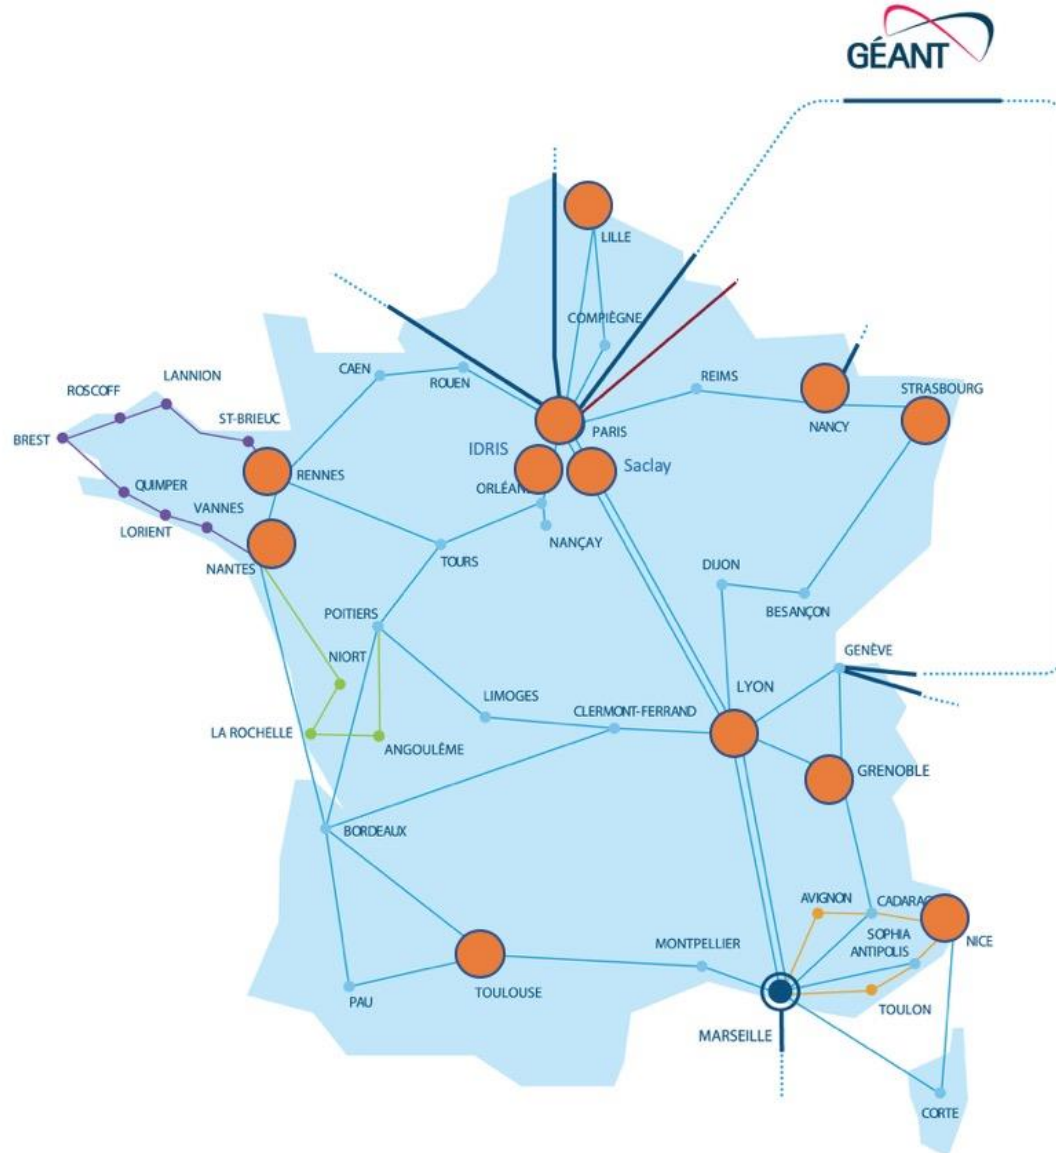 GÉANT
LILLE
COMPIÈGNE
CAEN
ROUEN
REIMS
LANNION
ROSCOFF
STRASBOURG
ST-BRIEUC
NANCY
PARIS
BREST
IDRIS
Saclay
RENNES
QUIMPER
ORLÉAN
VANNES
LORIENT
NANÇAY
TOURS
DIJON
NANTES
BESANÇON
POITIERS
GENÈVE
NIORT
LYON
LIMOGES
CLERMONT-FERRAND
LA ROCHELLE
ANGOULÊME
GRENOBLE
BORDEAUX
AVIGNON
CADARAC
SOPHIA
ANTIPOLIS
NICE
MONTPELLIER
TOULOUSE
PAU
TOULON
MARSEILLE
CORTE